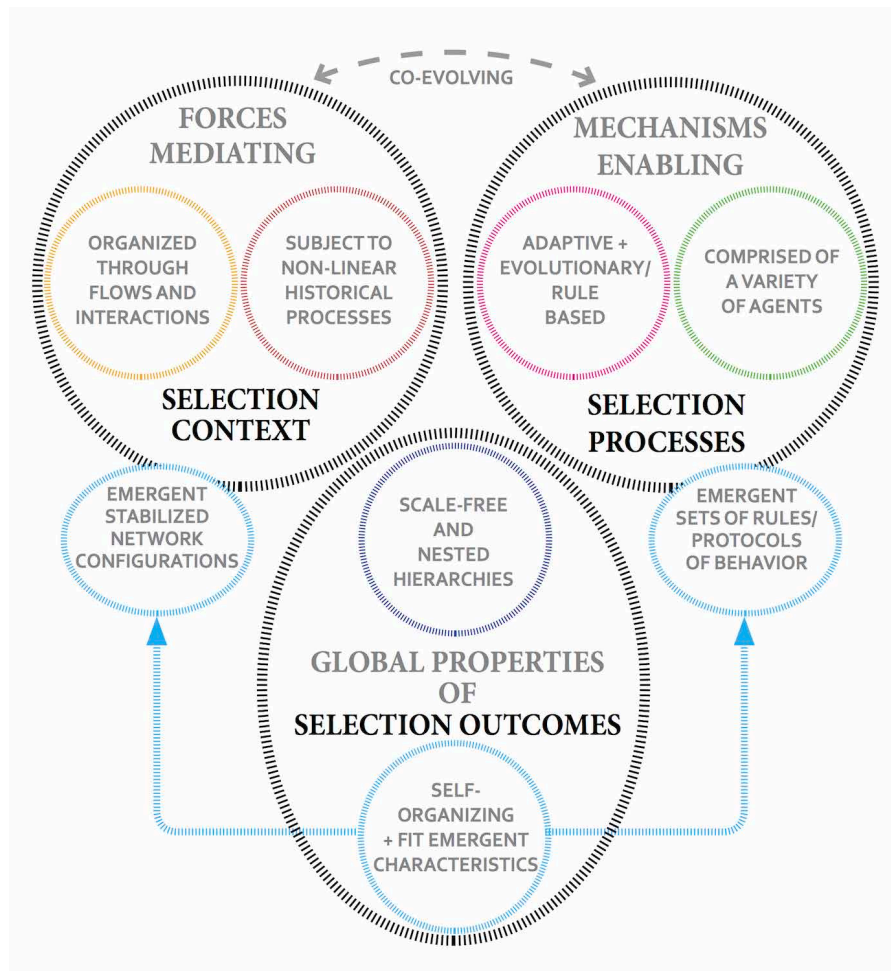 CO-EVOLVING
FORCES
MEDIATING
ORGANIZED
THROUGH
FLOWS AND
INTERACTIONS
SUBJECT TO
NON-LINEAR
HISTORICAL
PROCESSES
SELECTION
CONTEXT
MECHANISMS
ENABLING
ADAPTIVE +
EVOLUTIONARY/
RULE
BASED
COMPRISED OF
A VARIETY
OF AGENTS
SELECTION
PROCESSES
EMERGENT
STABILIZED
NETWORK
CONFIGURATIONS
SCALE-FREE
AND
NESTED
HIERARCHIES
EMERGENT
SETS OF RULES/
PROTOCOLS
OF BEHAVIOR
GLOBAL PROPERTIES
OF
SELECTION OUTCOMES
SELF-
ORGANIZING
+ FIT EMERGENT
CHARACTERISTICS